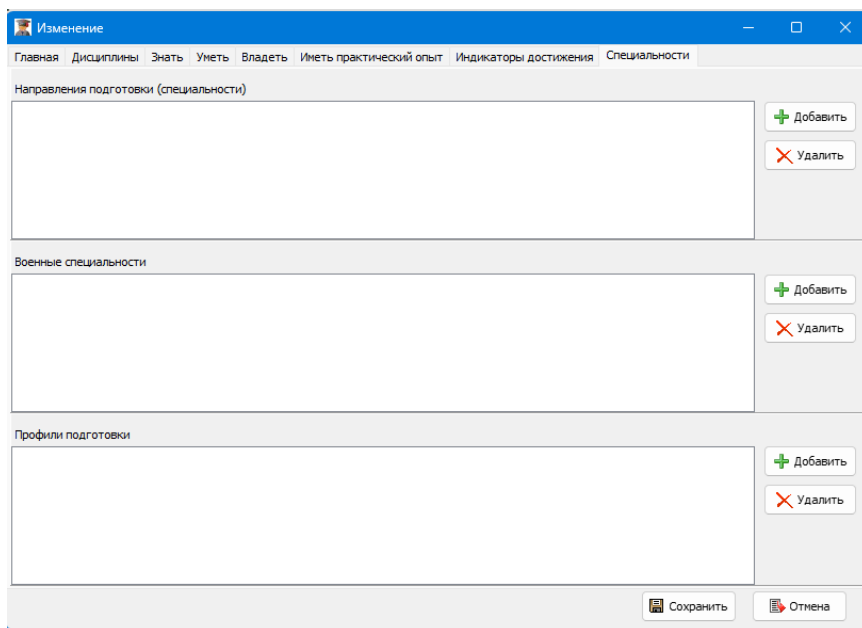 Изменение
Главная Дисциплины Знать Уметь Владеть Иметь практический опыт Индикаторы достижения Специальности
Направления подготовки (специальности)
Добавить
Удалить
Военные специальности
Добавить
Удалить
Профили подготовки
Добавить
Удалить
Сохранить Отмена